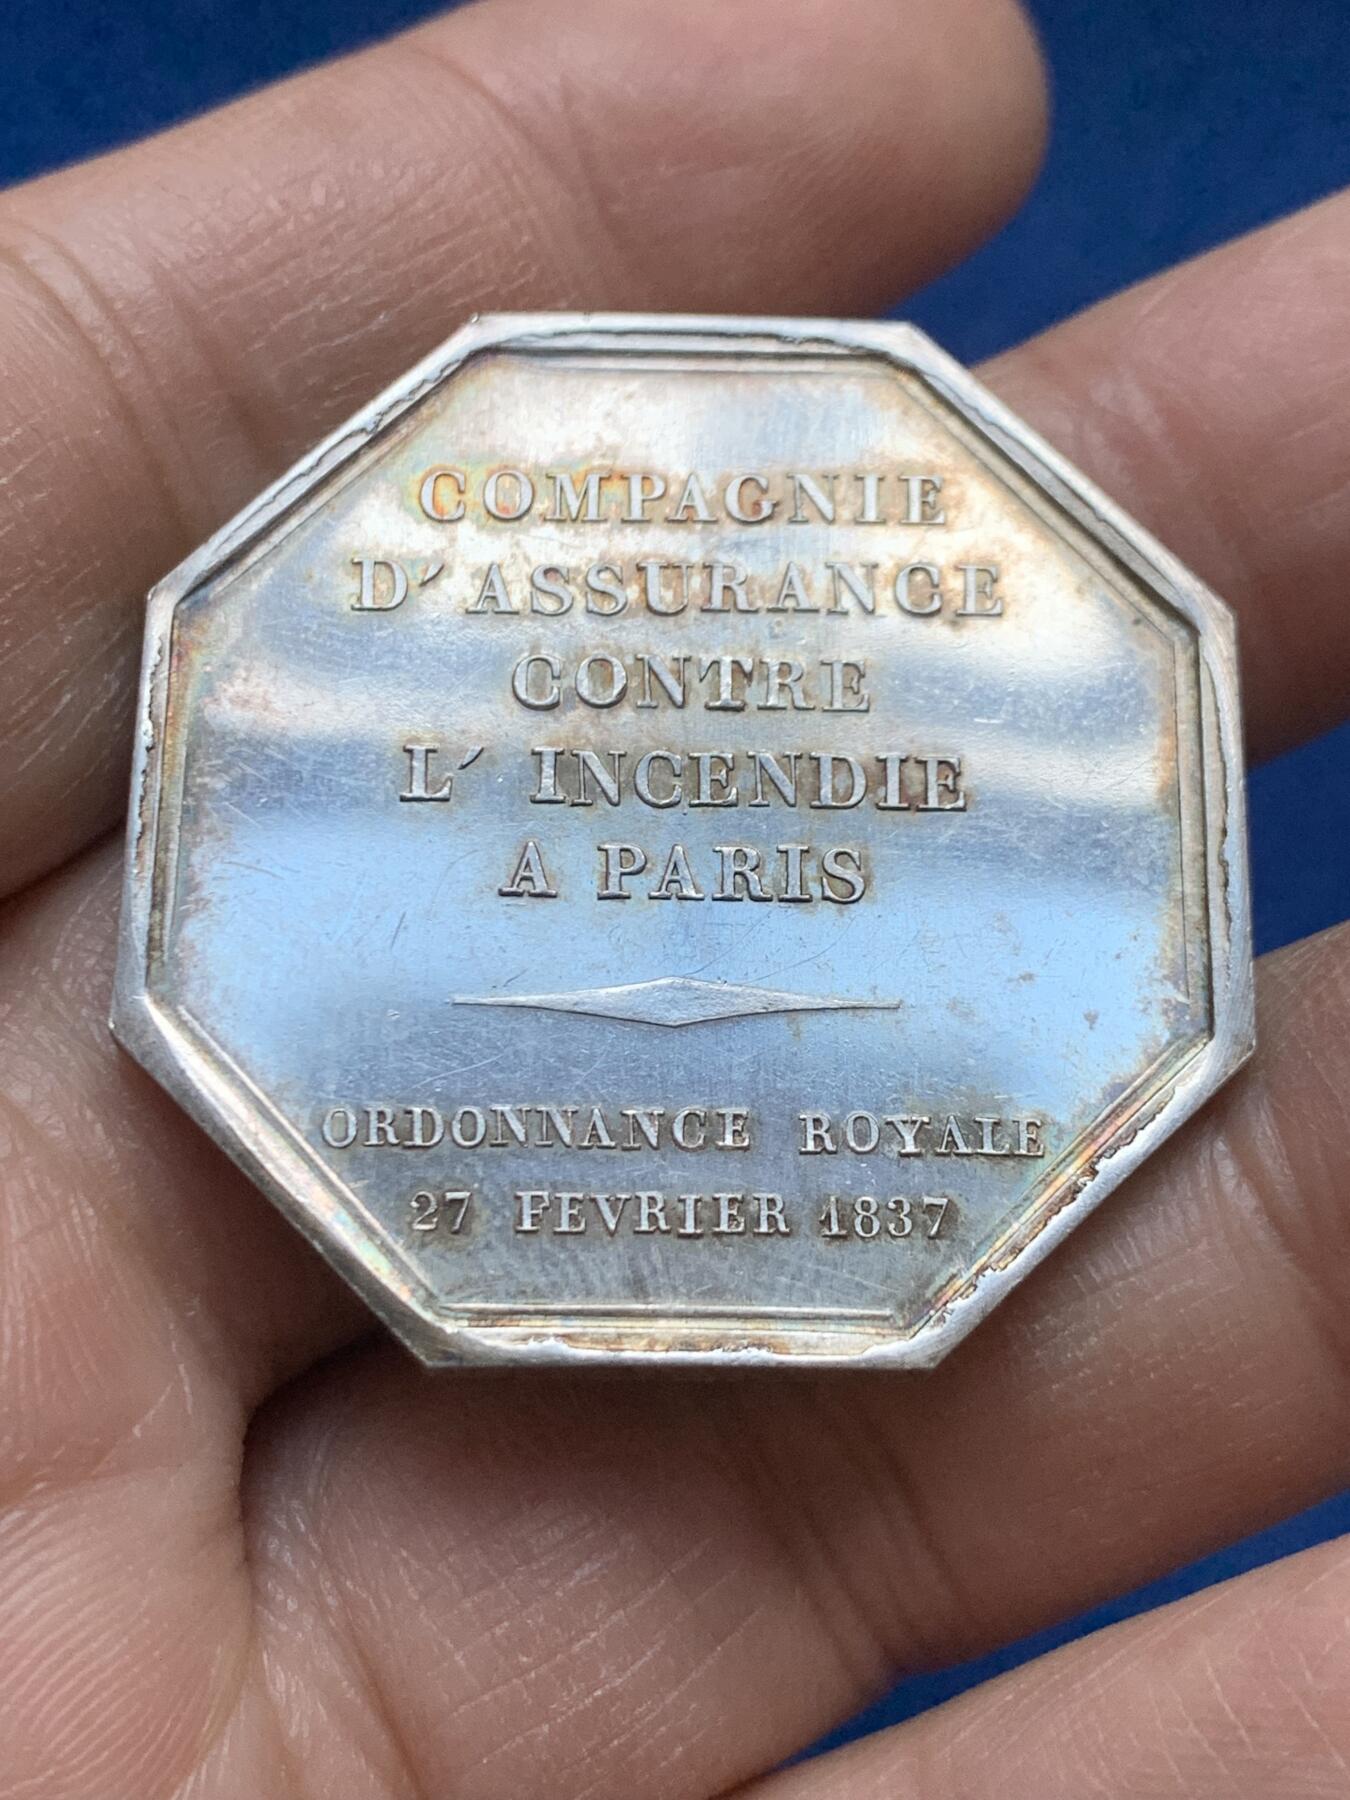 COMPAGNIE
D' ASSURANCE
CONTRE
L' INCENDIE
A PARIS
ORDONNANCE ROYALE
27 FEVRIER 1837